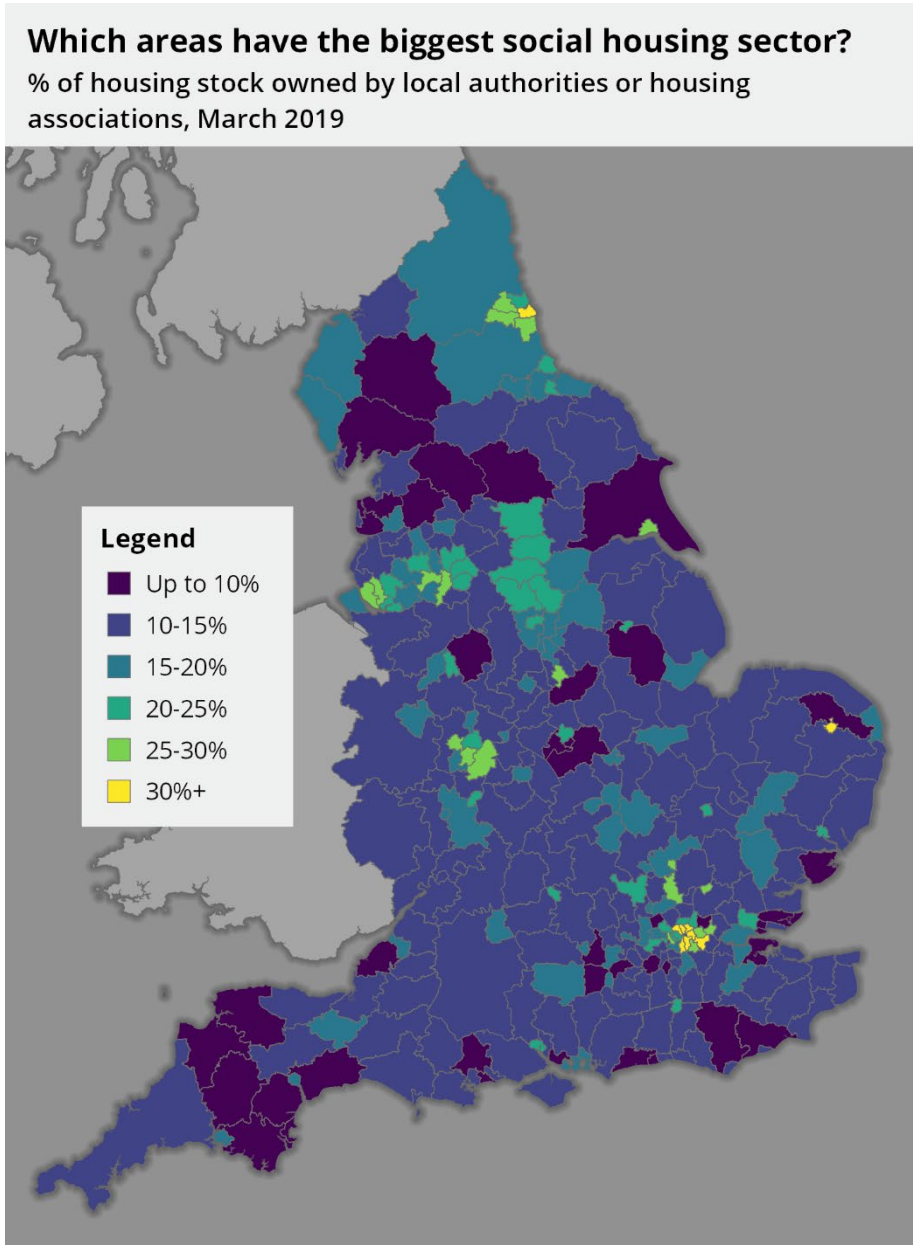 Which areas have the biggest social housing sector?
% of housing stock owned by local authorities or housing
associations, March 2019
Legend
Up to 10%
10-15%
15-20%
20-25%
25-30%
30%+